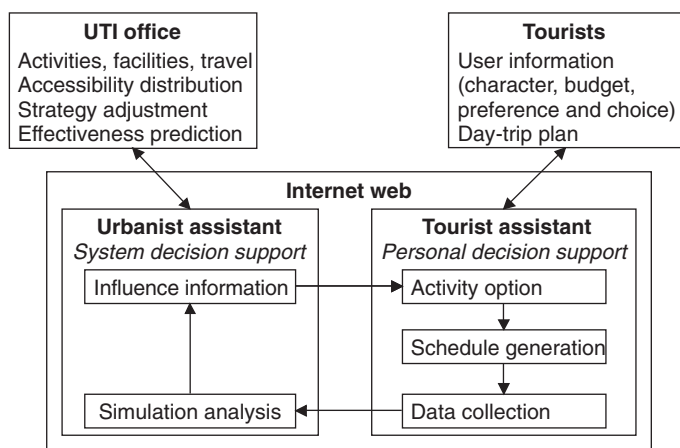 UTI office
Activities, facilities, travel
Accessibility distribution
Strategy adjustment
Effectiveness prediction
Tourists
User information
(character, budget,
preference and choice)
Day-trip plan
Internet web
Urbanist assistant
System decision support
Influence information
Simulation analysis
Tourist assistant
Personal decision support
Activity option
Schedule generation
Data collection